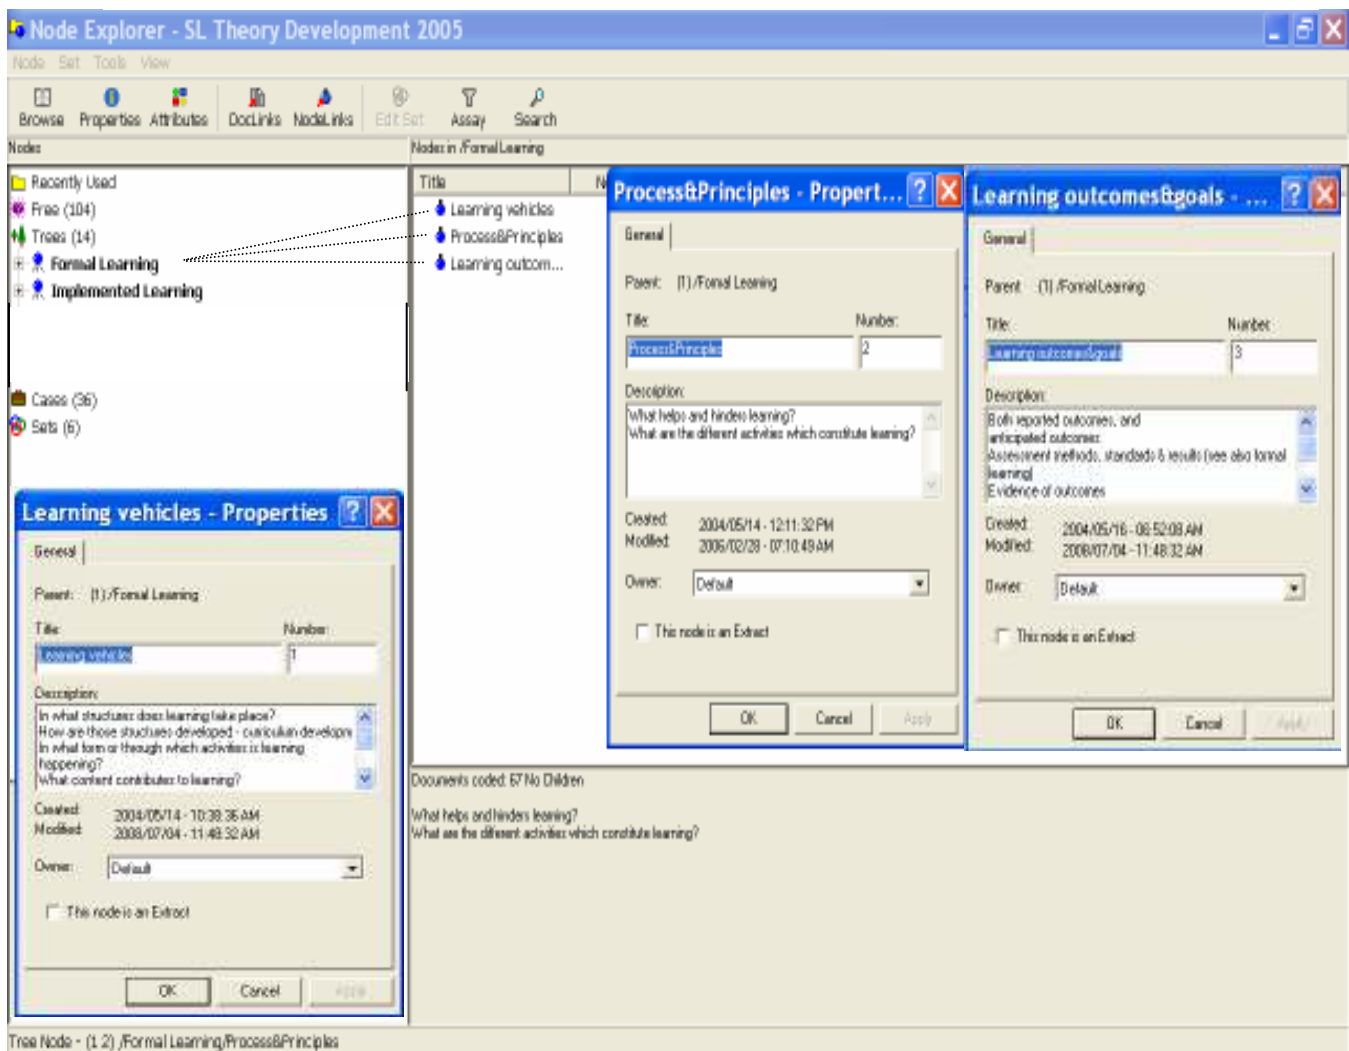 Node Explorer - SL Theory Development 2005
Node Set Tools View
Browse Properties Attributes DocLinks NodeLinks Edit Set Assay Search
Nodes
Nodes in /Formal Learning
Recently Used
Free (104)
Trees (14)
Formal Learning
Implemented Learning
Cases (36)
Sets (6)
Title
Learning vehicles
Process&Principles
Learning outcom...
Process&Principles - Propert...
General
Parent: (1) /Formal Learning
Title: Number:
Process&Principles 2
Description:
What helps and hinders learning?
What are the different activities which constitute learning?
Created: 2004/05/14 - 12:11:32 PM
Modified: 2006/02/28 - 07:10:49 AM
Owner: Default
This node is an Extract
OK Cancel Apply
Learning outcomes&goals - ...
General
Parent (1) /Formal Learning
Title: Number:
Learning outcomes&goals 3
Description:
Both reported outcomes, and
anticipated outcomes
Assessment methods, standards & results (see also formal
learning)
Evidence of outcomes
Created: 2004/05/16 - 06:52:08 AM
Modified: 2008/07/04 - 11:48:32 AM
Owner: Default
This node is an Extract
OK Cancel Apply
Learning vehicles - Properties
General
Parent: (1) /Formal Learning
Title: Number:
Learning vehicles 1
Description:
In what structures does learning take place?
How are those structures developed - curriculum developm
In what form or through which activities is learning
happening?
What content contributes to learning?
Created: 2004/05/14 - 10:38:36 AM
Modified: 2008/07/04 - 11:48:32 AM
Owner: Default
This node is an Extract
OK Cancel Apply
Documents coded: 67 No Children
What helps and hinders learning?
What are the different activities which constitute learning?
Tree Node - (1 2) /Formal Learning/Process&Principles